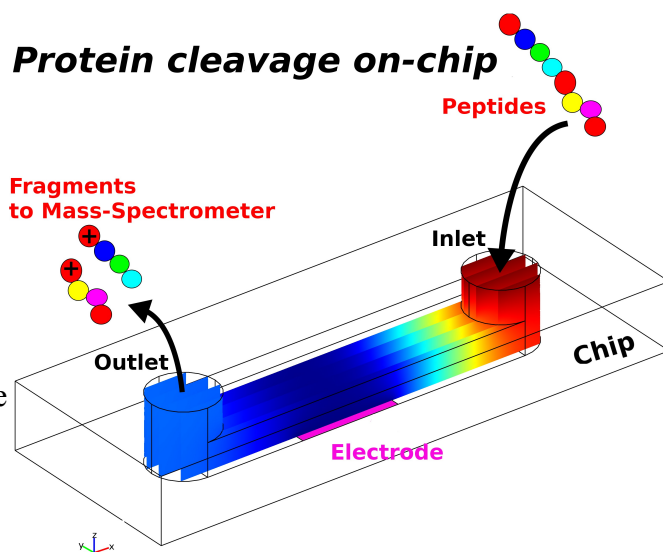 Protein cleavage on-chip
Peptides
Fragments
to Mass-Spectrometer
+
+
Inlet
Outlet
Chip
e
Electrode
z
y
x